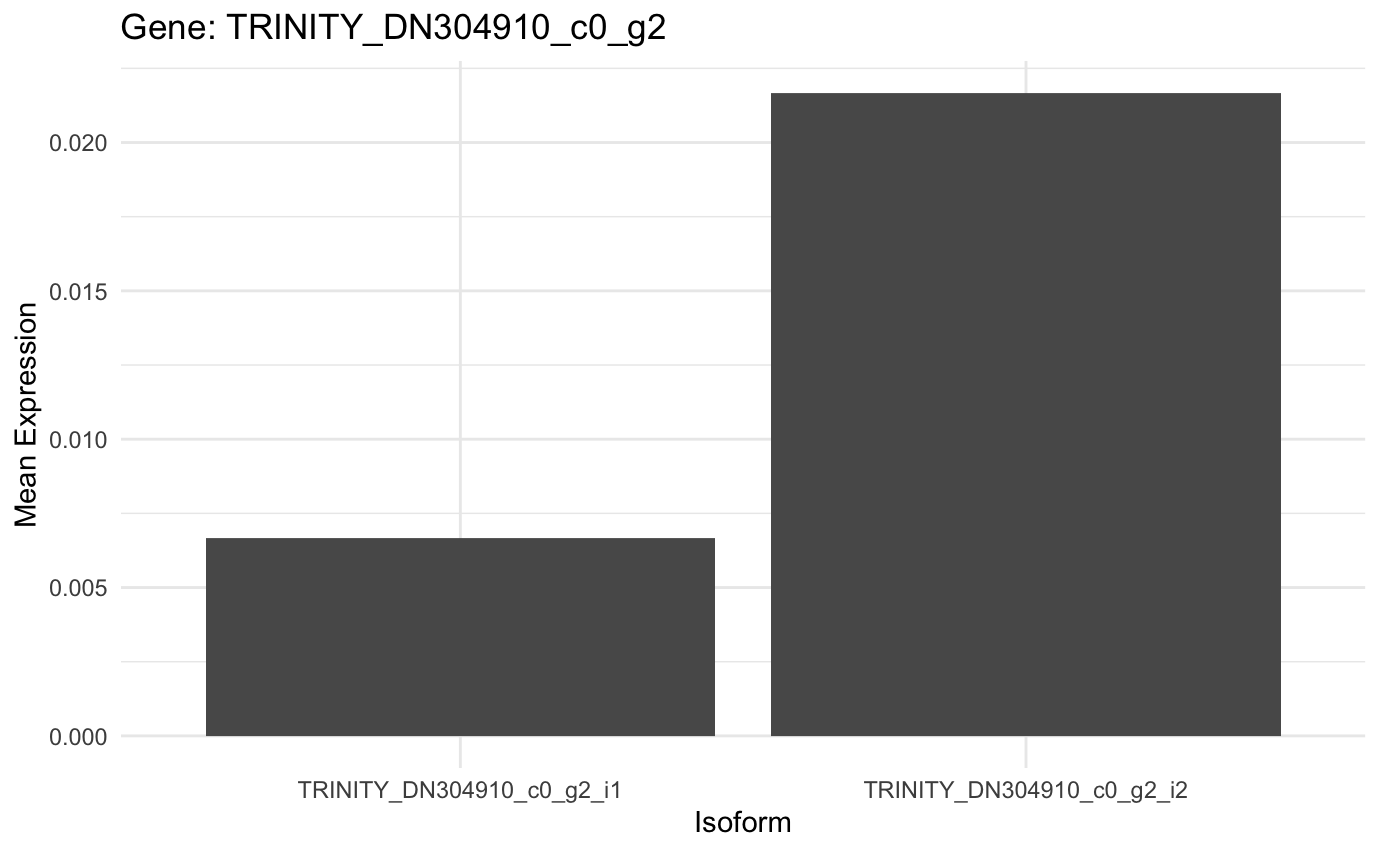 Gene: TRINITY_DN304910_c0_g2
Mean Expression
0.020
0.015
0.010
0.005
0.000
TRINITY_DN304910_c0_g2_i1
TRINITY_DN304910_c0_g2_i2
Isoform